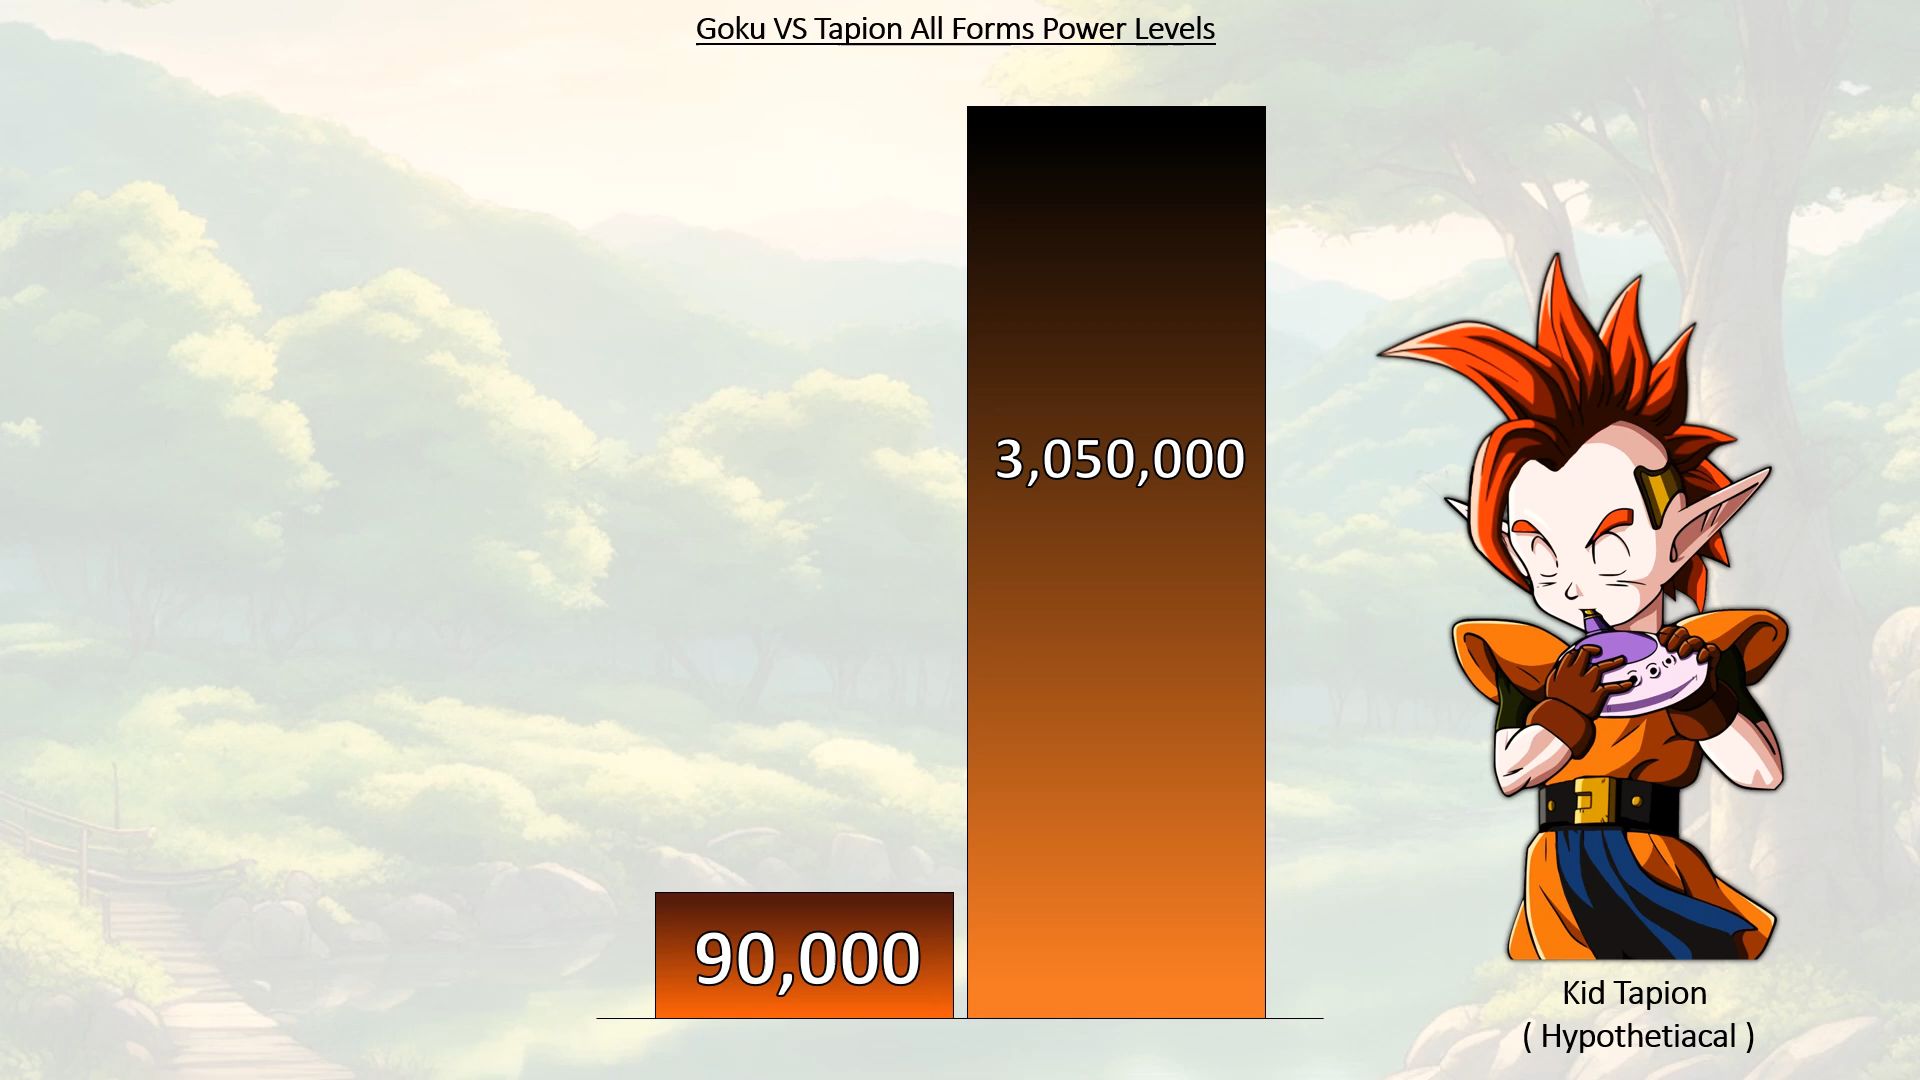 Goku VS Tapion All Forms Power Levels
3,050,000
90,000
Kid Tapion
( Hypothetiacal )